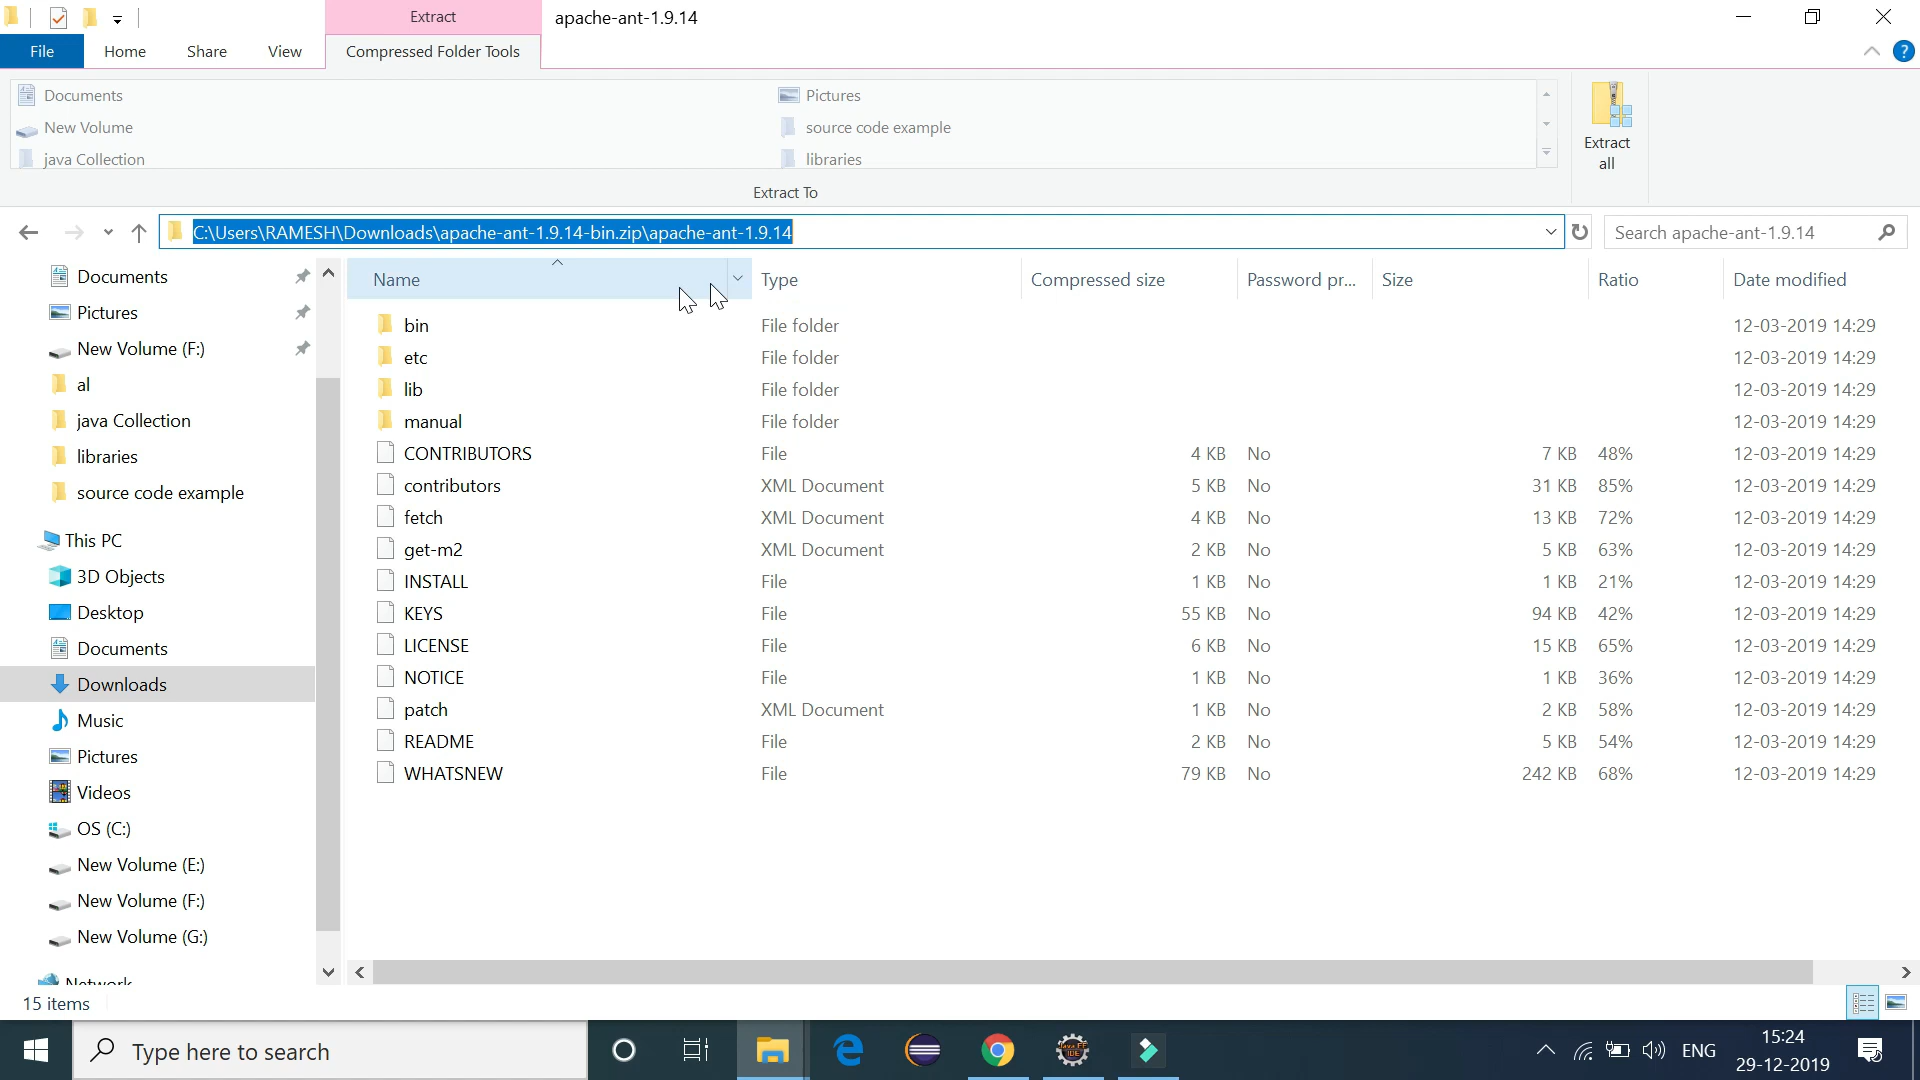 Extract
apache-ant-1.9.14
File
Home
Share
View
Compressed Folder Tools
?
Documents
Pictures
New Volume
source code example
java Collection
libraries
Extract all
Extract To
C:\Users\RAMESH\Downloads\apache-ant-1.9.14-bin.zip\apache-ant-1.9.14
Search apache-ant-1.9.14
Documents
Pictures
New Volume (F:)
al
java Collection
libraries
source code example
This PC
3D Objects
Desktop
Documents
Downloads
Music
Pictures
Videos
OS (C:)
New Volume (E:)
New Volume (F:)
New Volume (G:)
Network
Name Type Compressed size Password pr... Size Ratio Date modified
bin File folder 12-03-2019 14:29
etc File folder 12-03-2019 14:29
lib File folder 12-03-2019 14:29
manual File folder 12-03-2019 14:29
CONTRIBUTORS File 4 KB No 7 KB 48% 12-03-2019 14:29
contributors XML Document 5 KB No 31 KB 85% 12-03-2019 14:29
fetch XML Document 4 KB No 13 KB 72% 12-03-2019 14:29
get-m2 XML Document 2 KB No 5 KB 63% 12-03-2019 14:29
INSTALL File 1 KB No 1 KB 21% 12-03-2019 14:29
KEYS File 55 KB No 94 KB 42% 12-03-2019 14:29
LICENSE File 6 KB No 15 KB 65% 12-03-2019 14:29
NOTICE File 1 KB No 1 KB 36% 12-03-2019 14:29
patch XML Document 1 KB No 2 KB 58% 12-03-2019 14:29
README File 2 KB No 5 KB 54% 12-03-2019 14:29
WHATSNEW File 79 KB No 242 KB 68% 12-03-2019 14:29
15 items
Type here to search
Java EE
IDE
ENG
15:24
29-12-2019